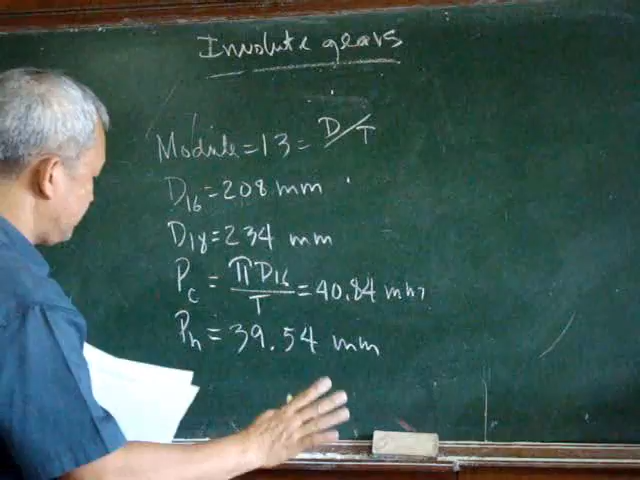 Involute gears
Module = 13 = D/T
D16 = 208 mm
D18 = 234 mm
Pc = πD16/T = 40.84 mm
Pn = 39.54 mm